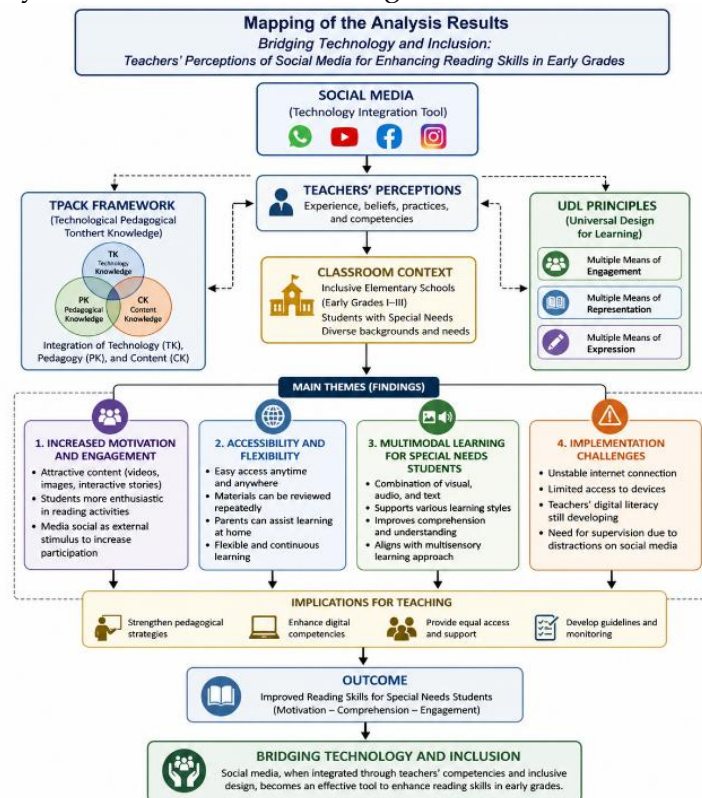 Mapping of the Analysis Results
Bridging Technology and Inclusion:
Teachers' Perceptions of Social Media for Enhancing Reading Skills in Early Grades
SOCIAL MEDIA
(Technology Integration Tool)
TPACK FRAMEWORK
(Technological Pedagogical
Tonthert Knowledge)
TK
Technology
Knowledge
PK
Pedagogical
Knowledge
CK
Content
Knowledge
Integration of Technology (TK),
Pedagogy (PK), and Content (CK)
TEACHERS' PERCEPTIONS
Experience, beliefs, practices,
and competencies
CLASSROOM CONTEXT
Inclusive Elementary Schools
(Early Grades I–III)
Students with Special Needs
Diverse backgrounds and needs
UDL PRINCIPLES
(Universal Design
for Learning)
Multiple Means of
Engagement
Multiple Means of
Representation
Multiple Means of
Expression
MAIN THEMES (FINDINGS)
1. INCREASED MOTIVATION
AND ENGAGEMENT
• Attractive content (videos,
images, interactive stories)
• Students more enthusiastic
in reading activities
• Media social as external
stimulus to increase
participation
2. ACCESSIBILITY AND
FLEXIBILITY
• Easy access anytime
and anywhere
• Materials can be reviewed
repeatedly
• Parents can assist learning
at home
• Flexible and continuous
learning
3. MULTIMODAL LEARNING
FOR SPECIAL NEEDS
STUDENTS
• Combination of visual,
audio, and text
• Supports various learning styles
• Improves comprehension
and understanding
• Aligns with multisensory
learning approach
4. IMPLEMENTATION
CHALLENGES
• Unstable internet connection
• Limited access to devices
• Teachers' digital literacy
still developing
• Need for supervision due to
distractions on social media
IMPLICATIONS FOR TEACHING
Strengthen pedagogical
strategies
Enhance digital
competencies
Provide equal access
and support
Develop guidelines and
monitoring
OUTCOME
Improved Reading Skills for Special Needs Students
(Motivation – Comprehension – Engagement)
BRIDGING TECHNOLOGY AND INCLUSION
Social media, when integrated through teachers' competencies and inclusive
design, becomes an effective tool to enhance reading skills in early grades.